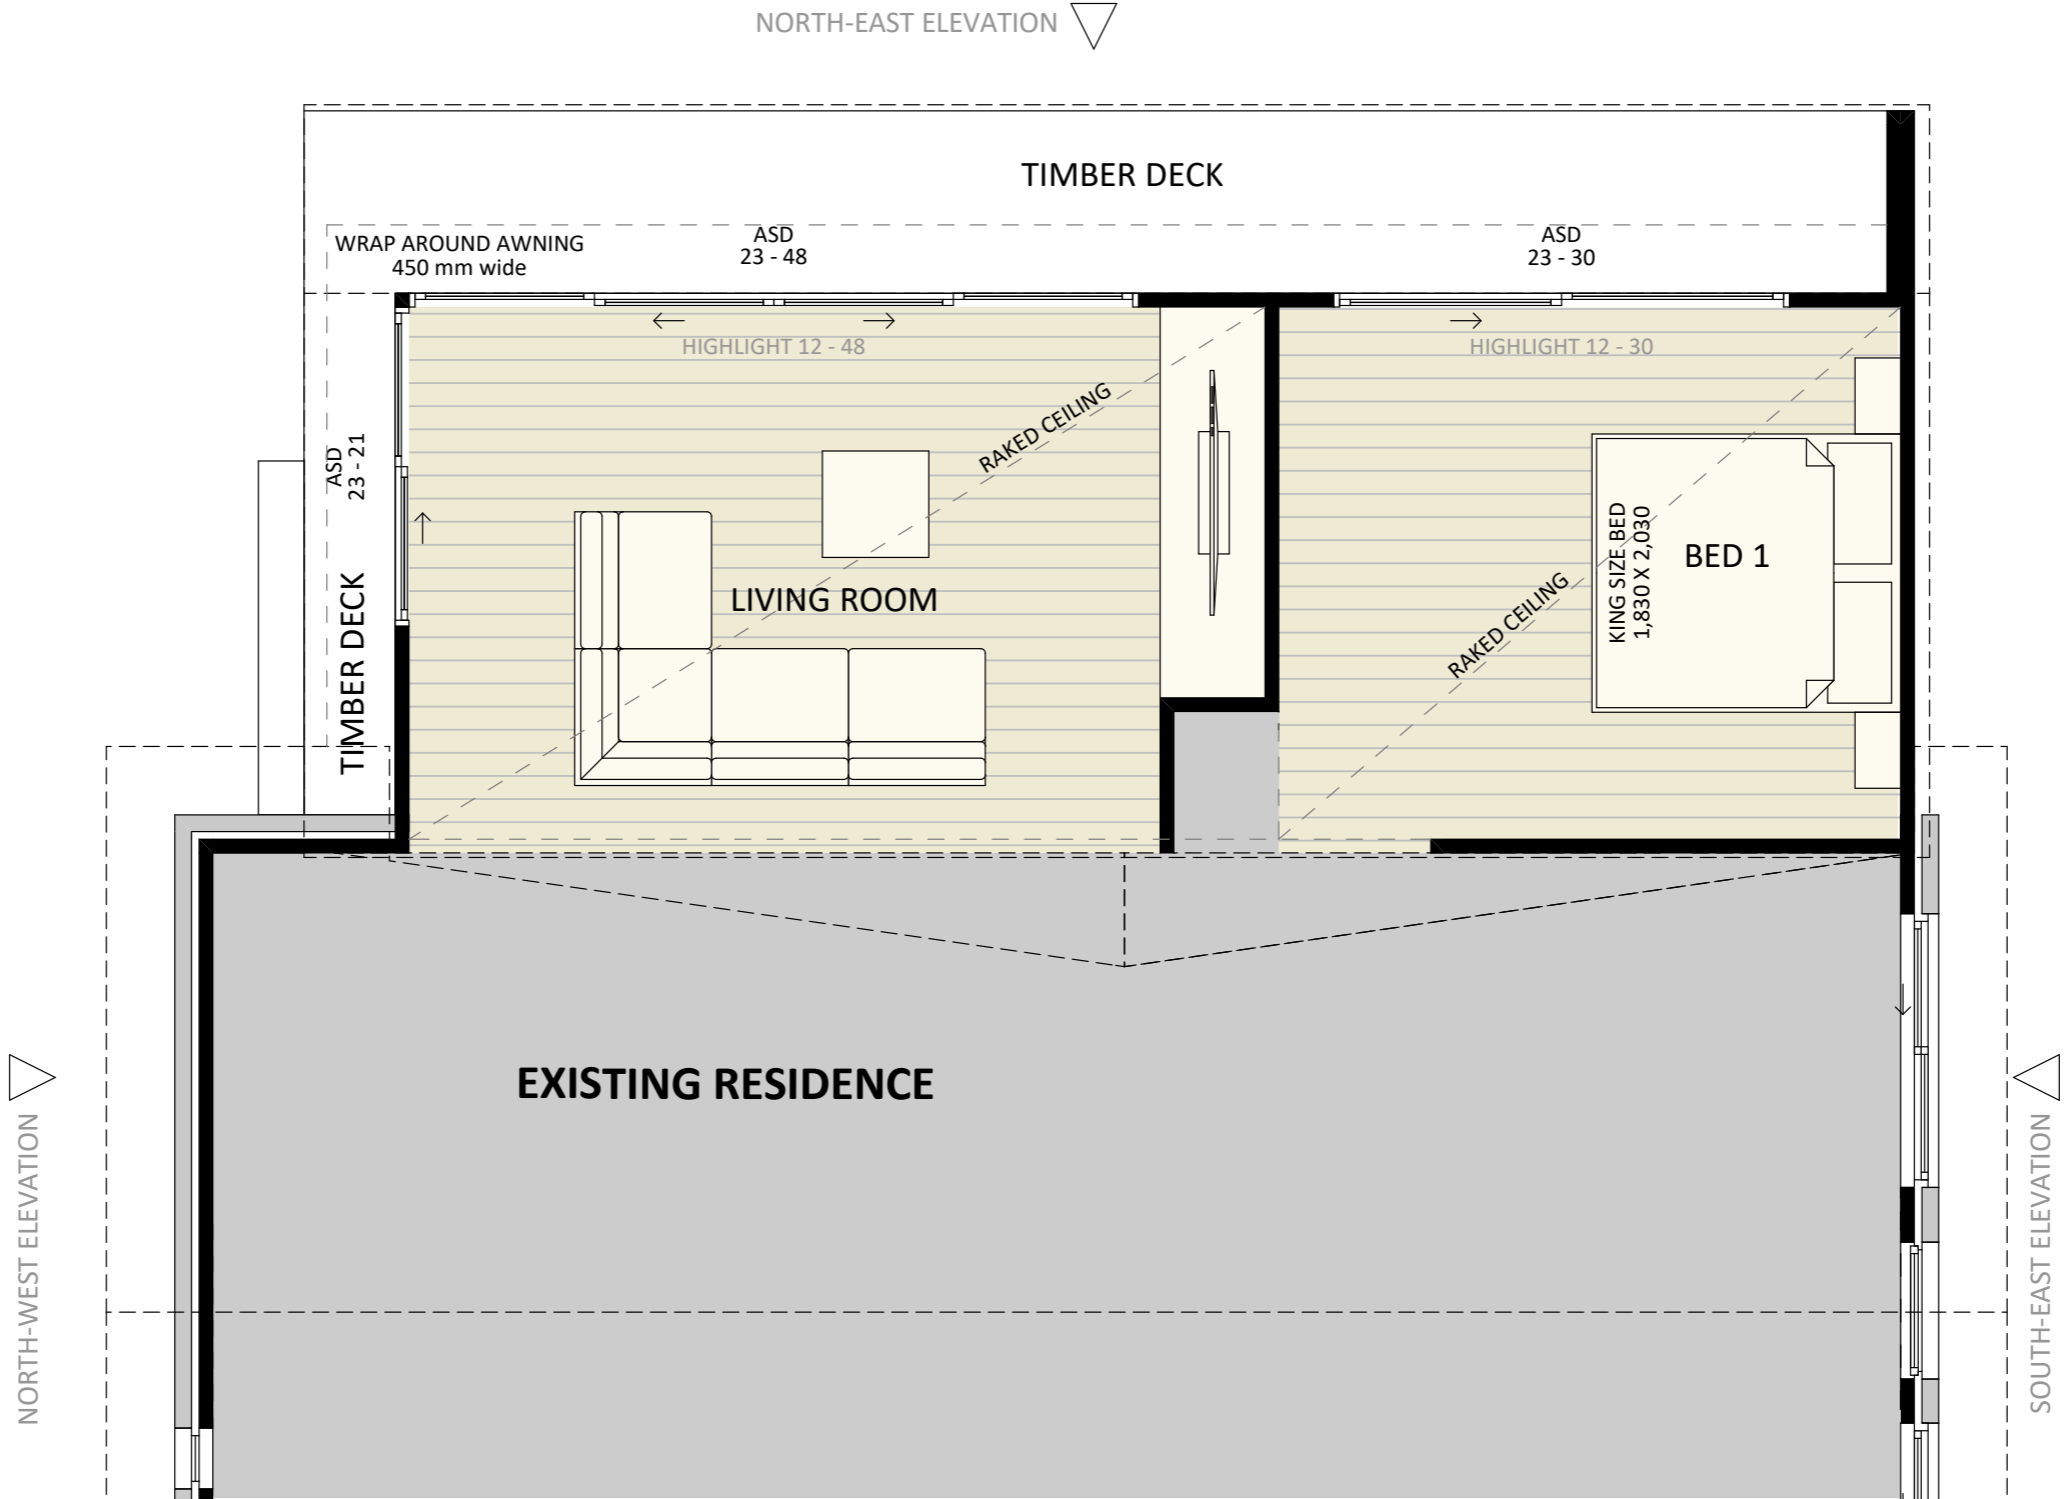 NORTH-EAST ELEVATION
TIMBER DECK
WRAP AROUND AWNING
450 mm wide
ASD
23 - 48
ASD
23 - 30
HIGHLIGHT 12 - 48
HIGHLIGHT 12 - 30
RAKED CEILING
ASD
23 - 21
TIMBER DECK
LIVING ROOM
RAKED CEILING
KING SIZE BED
1,830 X 2,030
BED 1
EXISTING RESIDENCE
NORTH-WEST ELEVATION
SOUTH-EAST ELEVATION